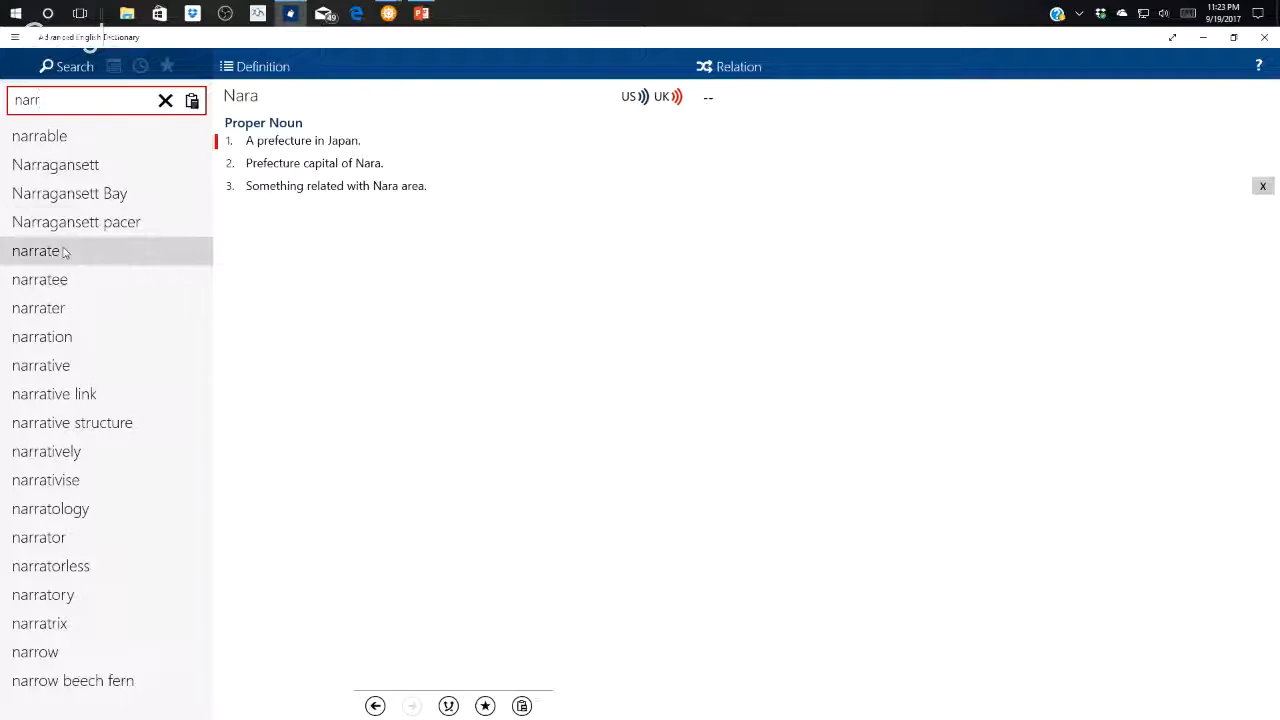 11:23 PM
9/19/2017
49
Advanced English Dictionary
Search
Definition
Relation
?
narr
narrable
Narragansett
Narragansett Bay
Narragansett pacer
narrate
narratee
narrater
narration
narrative
narrative link
narrative structure
narratively
narrativise
narratology
narrator
narratorless
narratory
narratrix
narrow
narrow beech fern
Nara
US UK --
Proper Noun
1. A prefecture in Japan.
2. Prefecture capital of Nara.
3. Something related with Nara area.
X